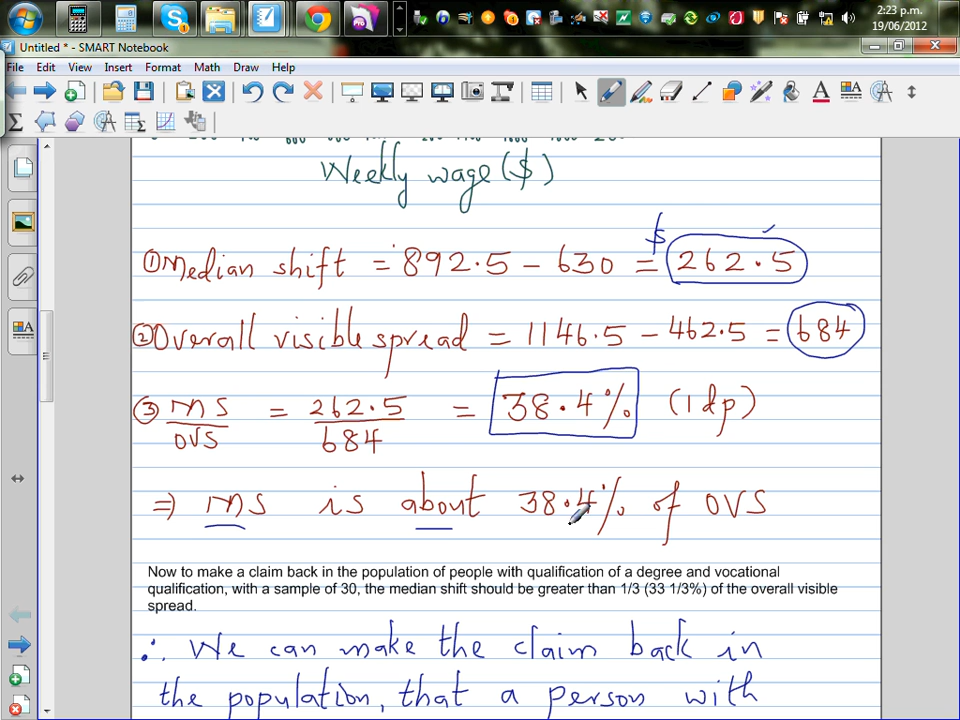 2:23 p.m.
19/06/2012
Untitled * - SMART Notebook
File Edit View Insert Format Math Draw Help
Weekly wage ($)
①Median shift = 892.5 - 630 = $ 262.5
②Overall visible spread = 1146.5 - 462.5 = 684
③ ms/ovs = 262.5/684 = 38.4% (1dp)
⇒ ms is about 38.4% of OVS
Now to make a claim back in the population of people with qualification of a degree and vocational
qualification, with a sample of 30, the median shift should be greater than 1/3 (33 1/3%) of the overall visible
spread.
∴ We can make the claim back in
the population, that a person with